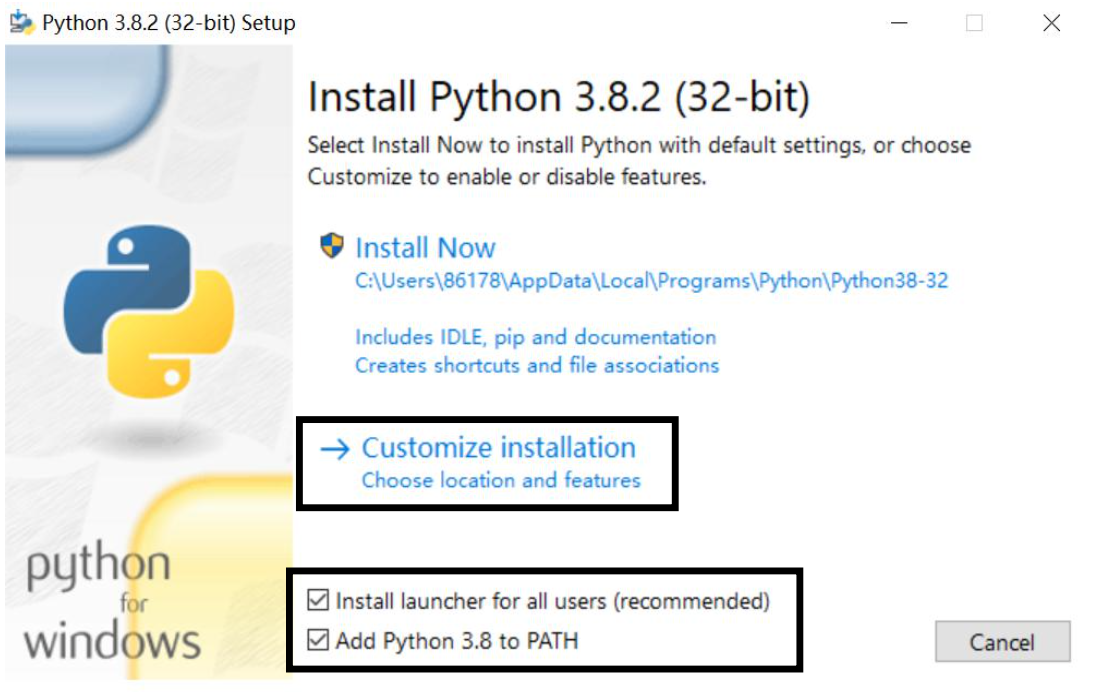 Python 3.8.2 (32-bit) Setup
Install Python 3.8.2 (32-bit)
Select Install Now to install Python with default settings, or choose
Customize to enable or disable features.
Install Now
C:\Users\86178\AppData\Local\Programs\Python\Python38-32
Includes IDLE, pip and documentation
Creates shortcuts and file associations
→ Customize installation
Choose location and features
python
for
windows
Install launcher for all users (recommended)
Add Python 3.8 to PATH
Cancel